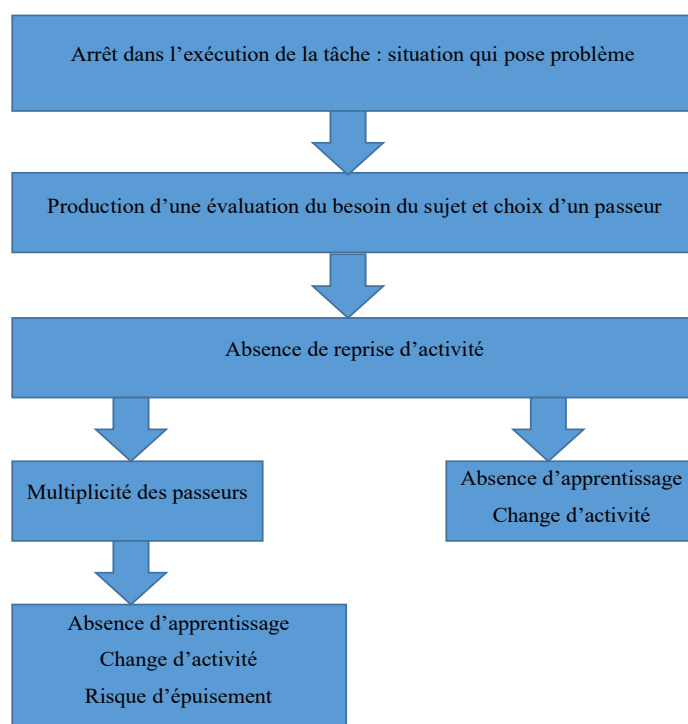 Arrêt dans l’exécution de la tâche : situation qui pose problème
Production d’une évaluation du besoin du sujet et choix d’un passeur
Absence de reprise d’activité
Multiplicité des passeurs
Absence d’apprentissage
Change d’activité
Absence d’apprentissage
Change d’activité
Risque d’épuisement